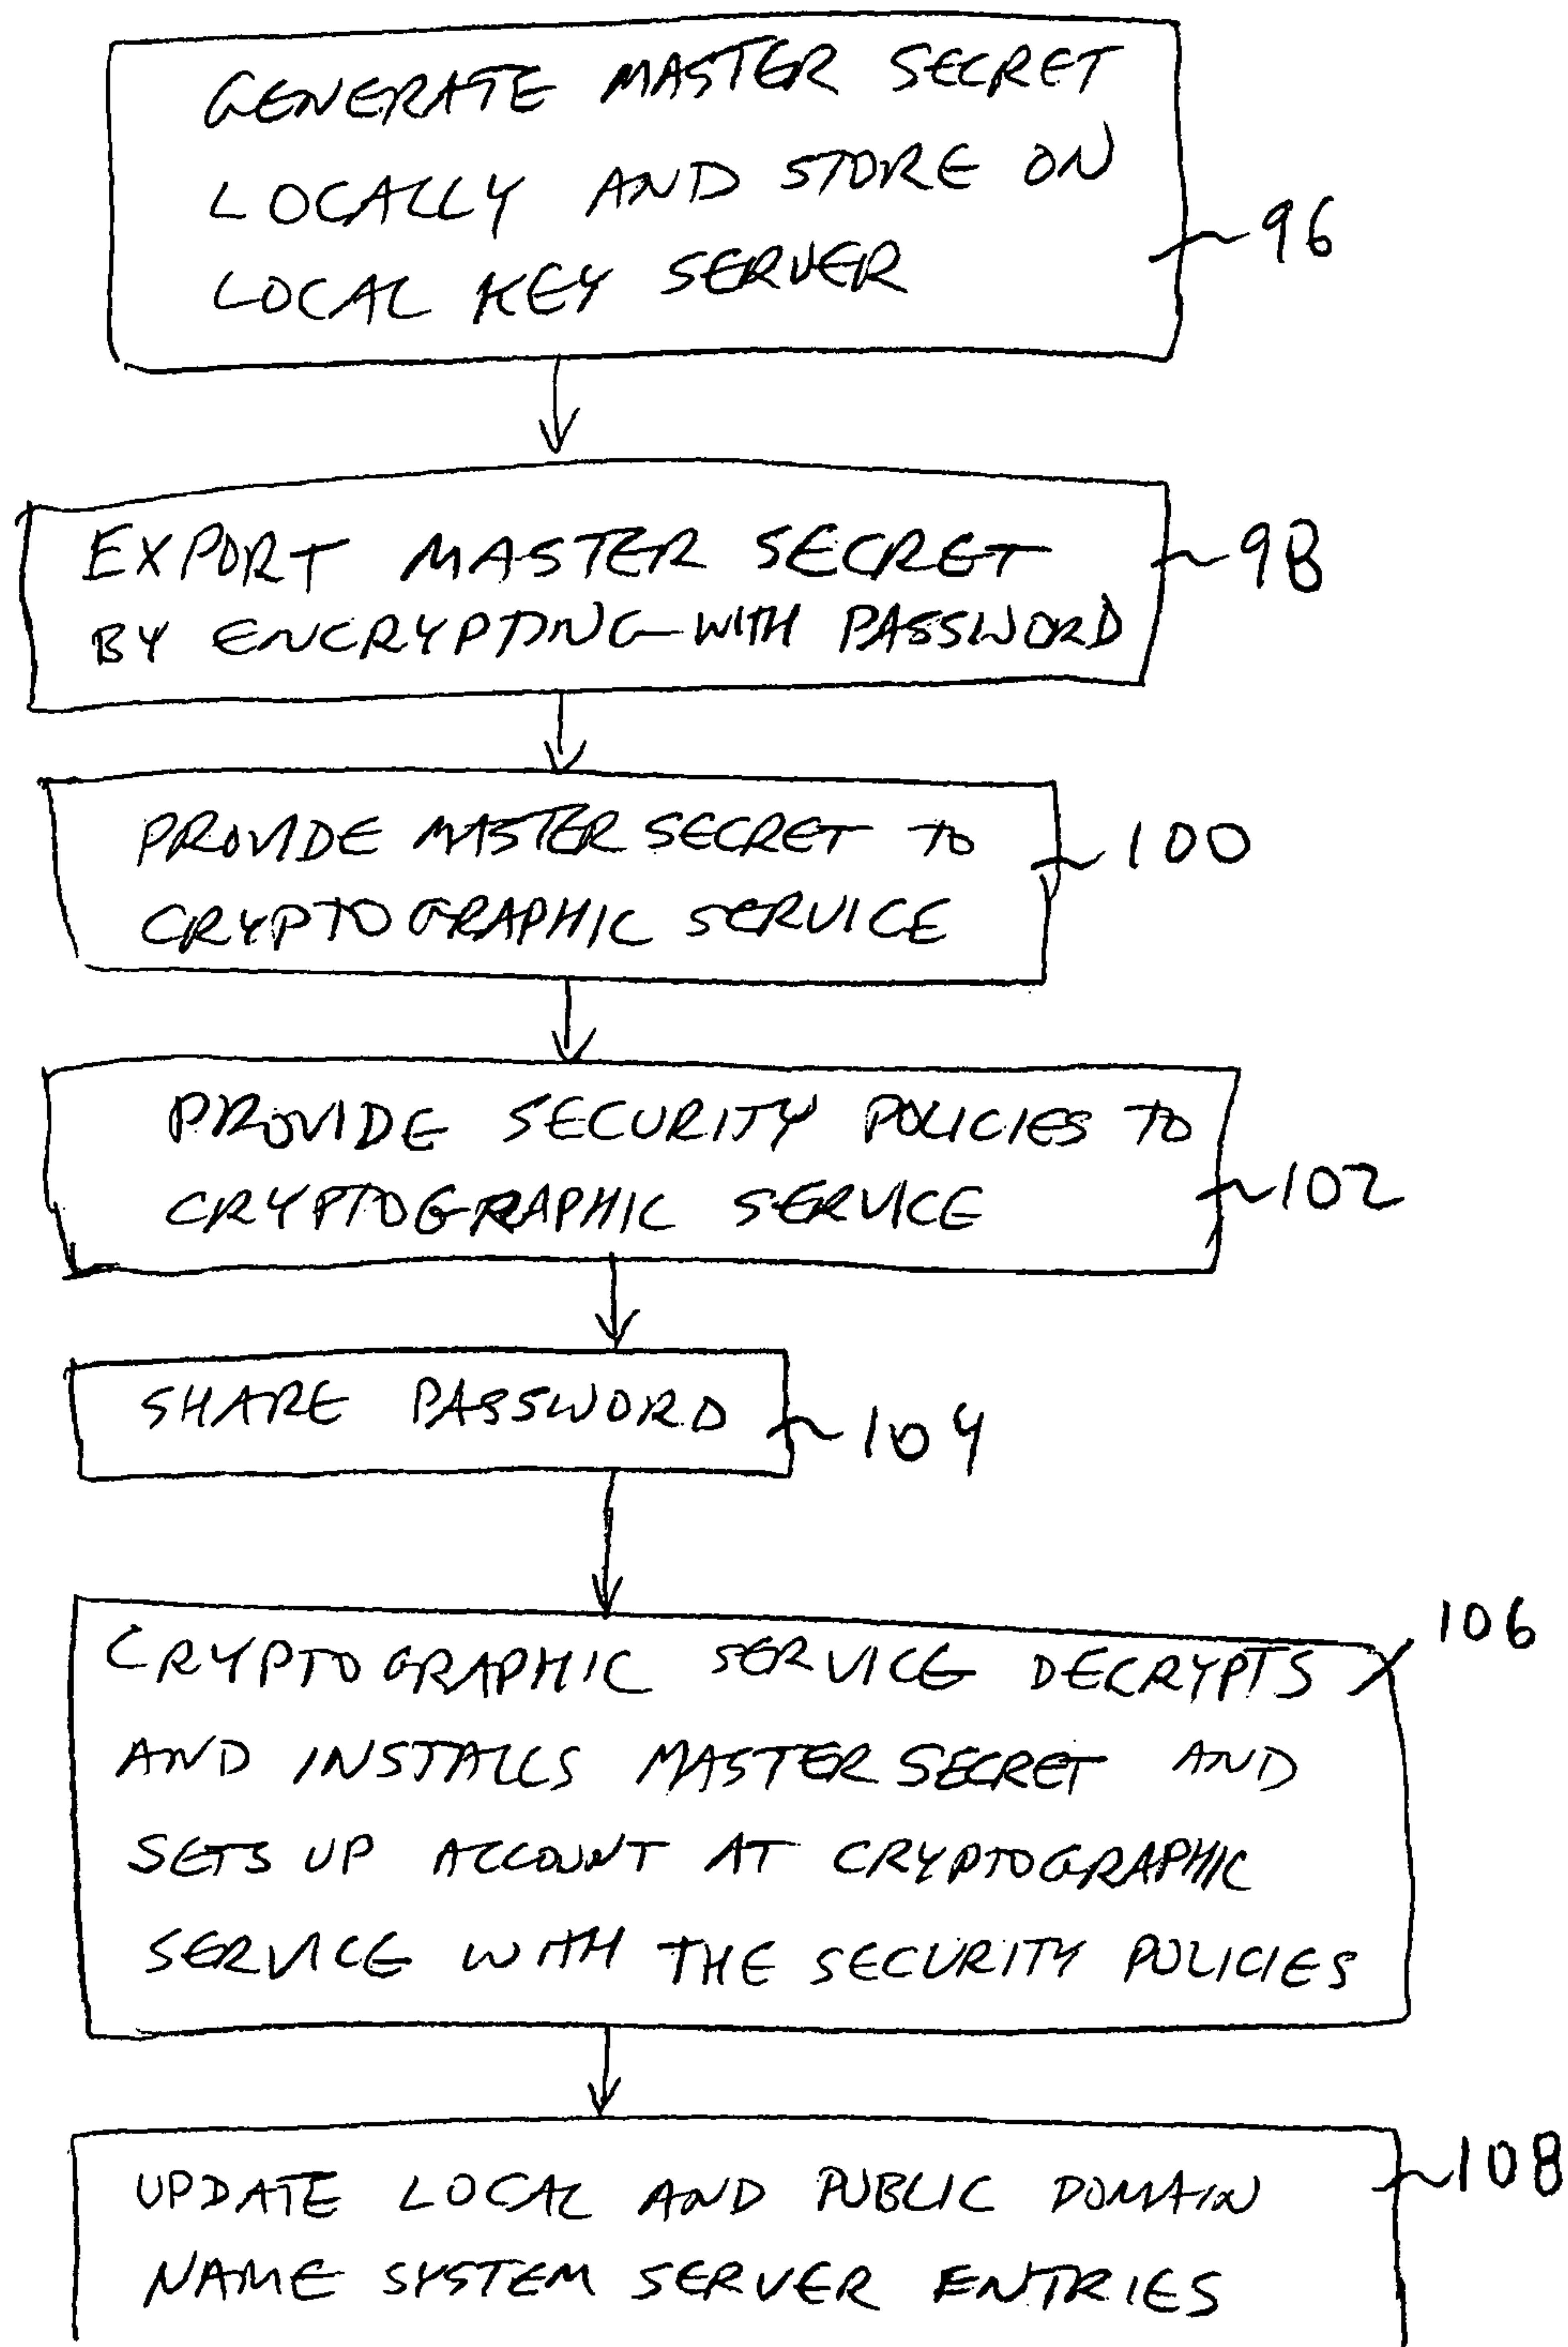 GENERATE MASTER SECRET
LOCALLY AND STORE ON
LOCAL KEY SERVER
96
EXPORT MASTER SECRET
BY ENCRYPTING WITH PASSWORD
98
PROVIDE MASTER SECRET TO
CRYPTOGRAPHIC SERVICE
100
PROVIDE SECURITY POLICIES TO
CRYPTOGRAPHIC SERVICE
102
SHARE PASSWORD
104
106
CRYPTOGRAPHIC SERVICE DECRYPTS
AND INSTALLS MASTER SECRET AND
SETS UP ACCOUNT AT CRYPTOGRAPHIC
SERVICE WITH THE SECURITY POLICIES
108
UPDATE LOCAL AND PUBLIC DOMAIN
NAME SYSTEM SERVER ENTRIES